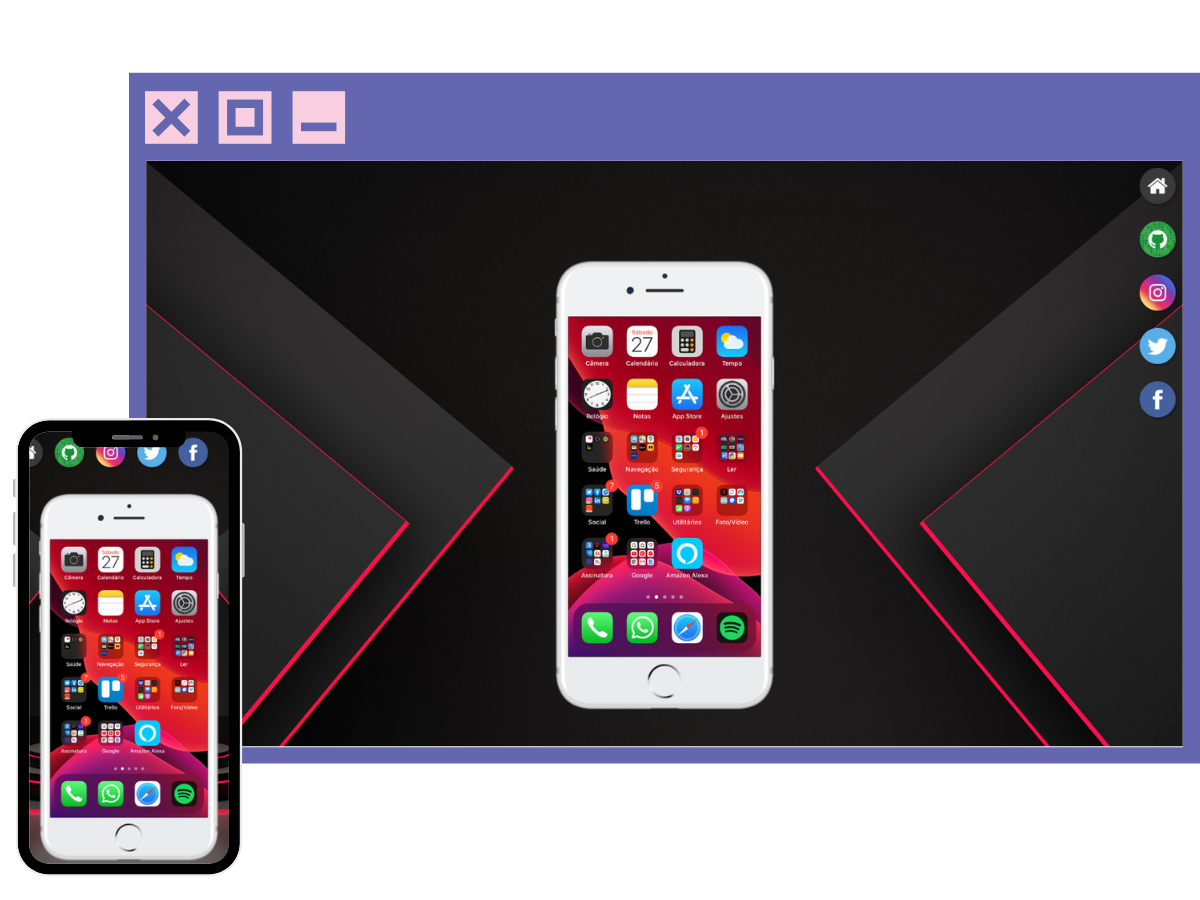 Sábado
27
Câmera Calendário Calculadora Tempo
Relógio Notas App Store Ajustes
1
Saúde Navegação Segurança Ler
7 5
Social Trello Utilitários Foto/Vídeo
1
Assinatura Google Amazon Alexa
Sábado
27
Câmera Calendário Calculadora Tempo
Relógio Notas App Store Ajustes
1
Saúde Navegação Segurança Ler
7 5
Social Trello Utilitários Foto/Vídeo
1
Assinatura Google Amazon Alexa